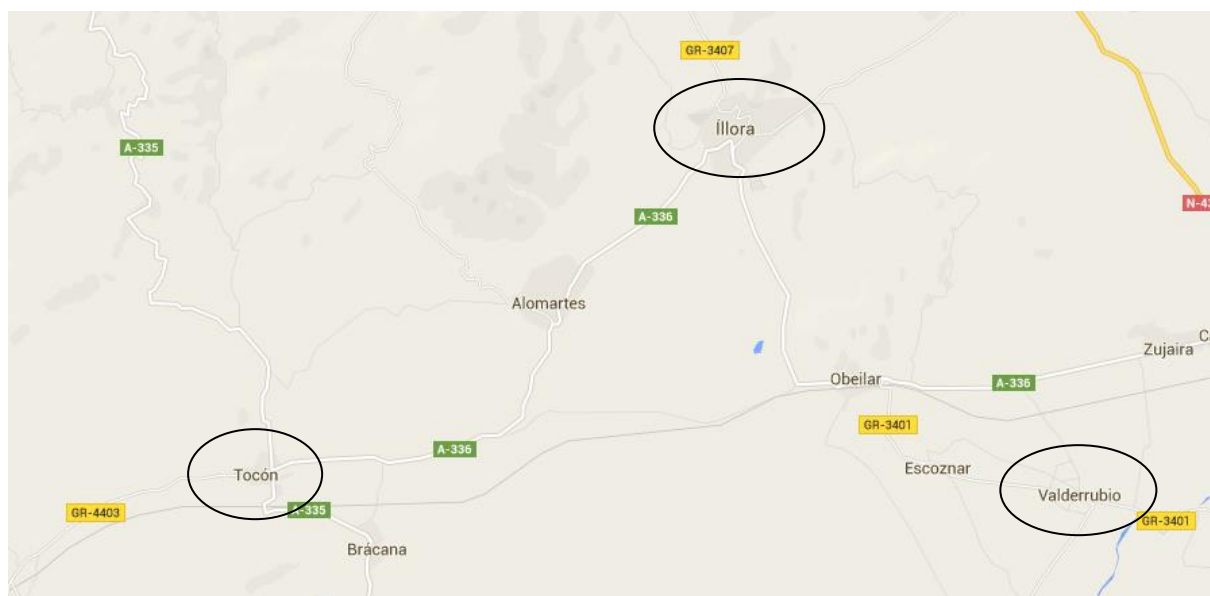 GR-3407
Íllora
A-335
N-43
A-336
Alomartes
Zujaira
Obeilar
A-336
GR-3401
A-336
Escoznar
Tocón
Valderrubio
GR-4403
A-335
GR-3401
Brácana